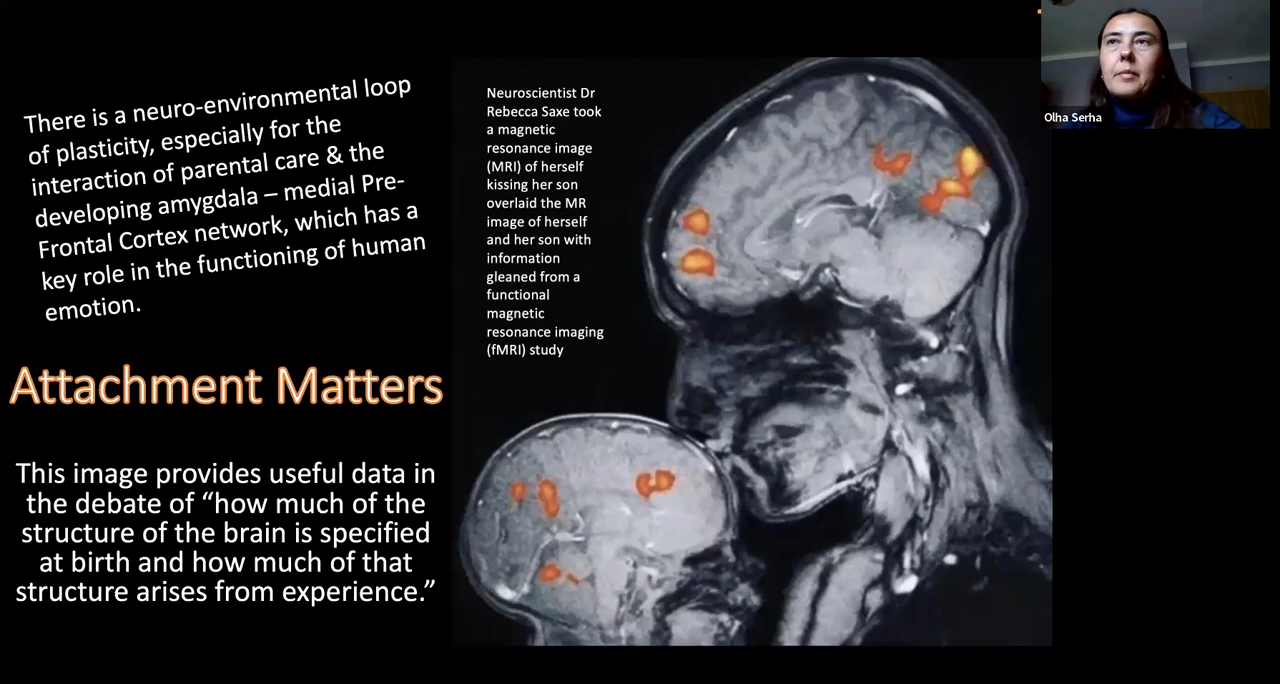 There is a neuro-environmental loop
of plasticity, especially for the
interaction of parental care & the
developing amygdala – medial Pre-
Frontal Cortex network, which has a
key role in the functioning of human
emotion.
Attachment Matters
This image provides useful data in
the debate of “how much of the
structure of the brain is specified
at birth and how much of that
structure arises from experience.”
Neuroscientist Dr
Rebecca Saxe took
a magnetic
resonance image
(MRI) of herself
kissing her son
overlaid the MR
image of herself
and her son with
information
gleaned from a
functional
magnetic
resonance imaging
(fMRI) study
Olha Serha